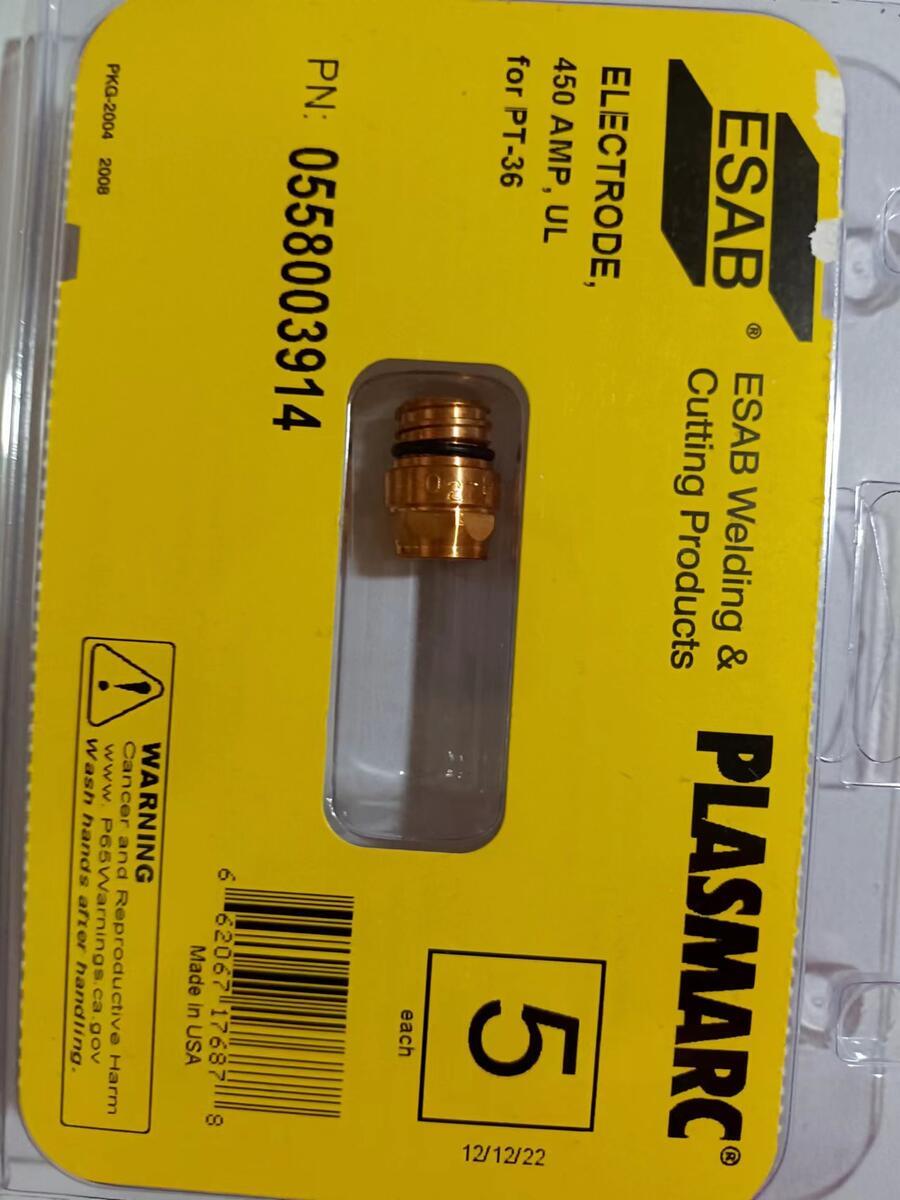 ESAB®
ESAB Welding &
Cutting Products
PLASMARC®
ELECTRODE,
450 AMP, UL
for PT-36
5
each
12/12/22
PN: 0558003914
6 62067 17687 8
Made in USA
WARNING
Cancer and Reproductive Harm
www. P65Warnings.ca.gov
Wash hands after handling.
PKG-2004 2008